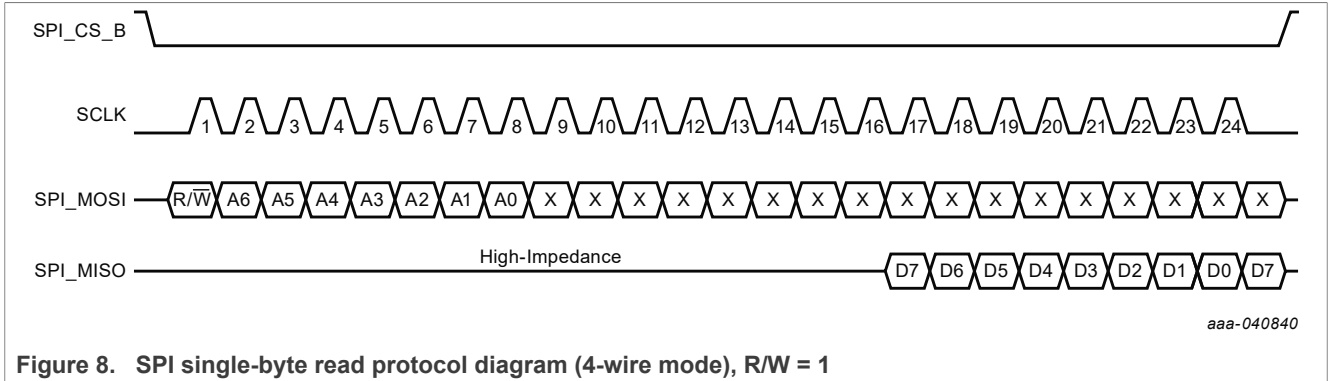 SPI_CS_B
SCLK 1 2 3 4 5 6 7 8 9 10 11 12 13 14 15 16 17 18 19 20 21 22 23 24
SPI_MOSI R/W̅ A6 A5 A4 A3 A2 A1 A0 X X X X X X X X X X X X X X X X X
SPI_MISO High-Impedance D7 D6 D5 D4 D3 D2 D1 D0 D7
aaa-040840
Figure 8. SPI single-byte read protocol diagram (4-wire mode), R/W = 1